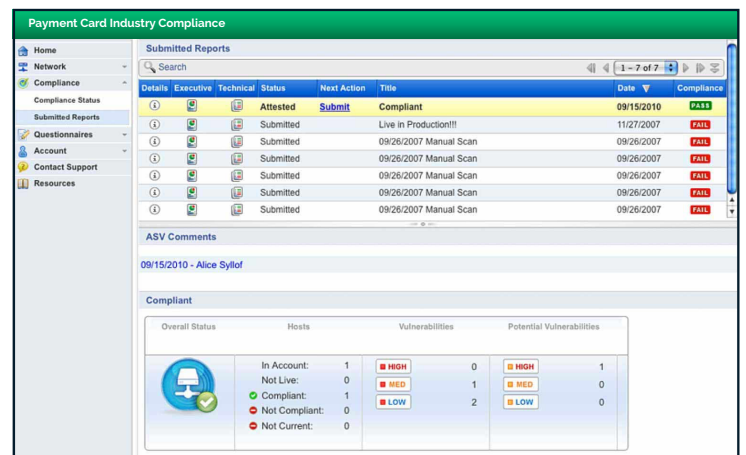 Payment Card Industry Compliance
Home
Network
Compliance
Compliance Status
Submitted Reports
Questionnaires
Account
Contact Support
Resources
Submitted Reports
Search
1 - 7 of 7
Details Executive Technical Status Next Action Title Date Compliance
Attested Submit Compliant 09/15/2010 PASS
Submitted Live in Production!!! 11/27/2007 FAIL
Submitted 09/26/2007 Manual Scan 09/26/2007 FAIL
Submitted 09/26/2007 Manual Scan 09/26/2007 FAIL
Submitted 09/26/2007 Manual Scan 09/26/2007 FAIL
Submitted 09/26/2007 Manual Scan 09/26/2007 FAIL
Submitted 09/26/2007 Manual Scan 09/26/2007 FAIL
ASV Comments
09/15/2010 - Alice Syllof
Compliant
Overall Status Hosts Vulnerabilities Potential Vulnerabilities
In Account: 1 HIGH 0 HIGH 1
Not Live: 0 MED 1 MED 0
Compliant: 1 LOW 2 LOW 0
Not Compliant: 0
Not Current: 0